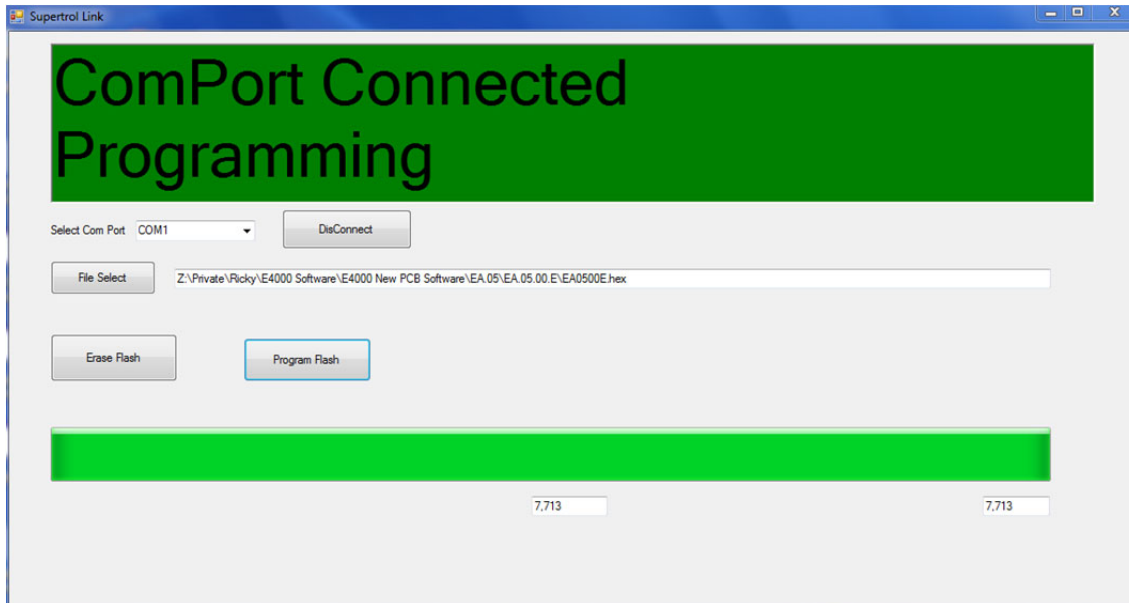 Supertrol Link
ComPort Connected
Programming
Select Com Port COM1 DisConnect
File Select Z:\Private\Ricky\E4000 Software\E4000 New PCB Software\EA.05\EA.05.00.E\EA0500E.hex
Erase Flash Program Flash
7,713 7,713